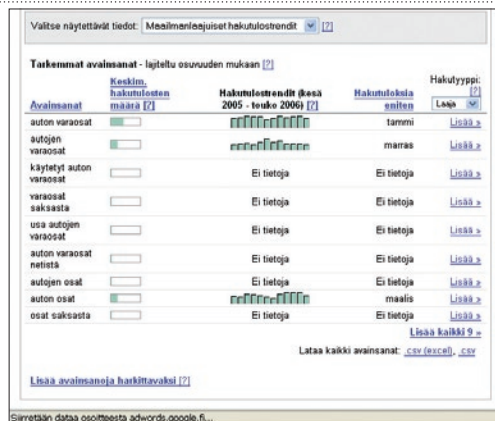 Valitse näytettävät tiedot: Maailmanlaajuiset hakutulostrendit [?]
Tarkemmat avainsanat - lajiteltu osuvuuden mukaan [?]
Avainsanat
Keskim. hakutulosten määrä [?]
Hakutulostrendit (kesä 2005 - touko 2006) [?]
Hakutuloksia eniten
Hakutyyppi: [?]
Laaja
auton varaosat tammi Lisää »
autojen varaosat marras Lisää »
käytetyt auton varaosat Ei tietoja Ei tietoja Lisää »
varaosat saksasta Ei tietoja Ei tietoja Lisää »
usa autojen varaosat Ei tietoja Ei tietoja Lisää »
auton varaosat netistä Ei tietoja Ei tietoja Lisää »
autojen osat Ei tietoja Ei tietoja Lisää »
auton osat maalis Lisää »
osat saksasta Ei tietoja Ei tietoja Lisää »
Lisää kaikki 9 »
Lataa kaikki avainsanat: .csv (excel), .csv
Lisää avainsanoja harkittavaksi [?]
Siirretään dataa osoitteesta adwords.google.fi...